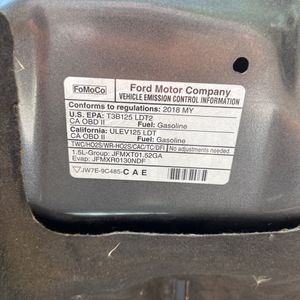 FoMoCo
Ford Motor Company
VEHICLE EMISSION CONTROL INFORMATION
Conforms to regulations: 2018 MY
U.S. EPA: T3B125 LDT2
CA OBD II Fuel: Gasoline
California: ULEV125 LDT
CA OBD II Fuel: Gasoline
TWC/HO2S/WR-HO2S/CAC/TC/DFI No adjustments needed
1.5L-Group: JFMXT01.52GA
Evap: JFMXR0130NDF
JW7E-9C485-C A E